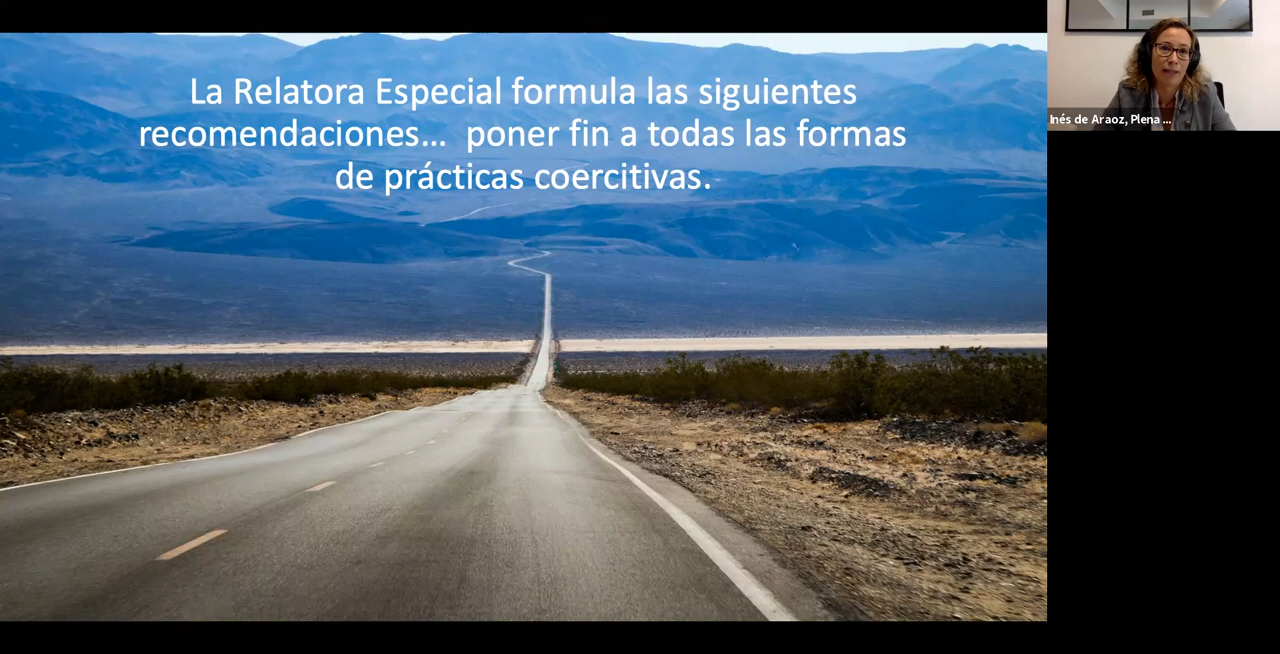 La Relatora Especial formula las siguientes
recomendaciones... poner fin a todas las formas
de prácticas coercitivas.
Inés de Araoz, Plena ...